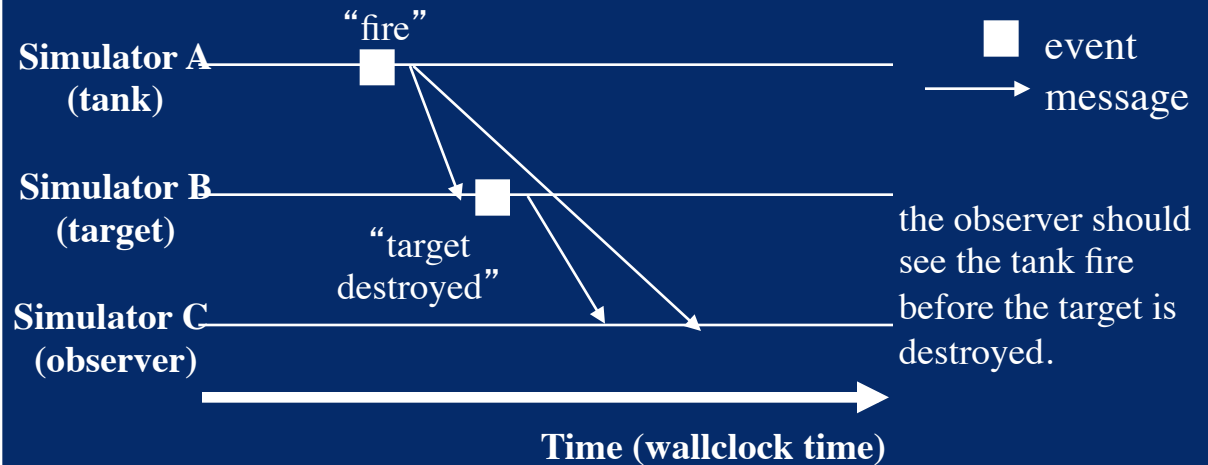 “fire”
Simulator A
(tank)
event
message
Simulator B
(target)
“target
destroyed”
the observer should
see the tank fire
before the target is
destroyed.
Simulator C
(observer)
Time (wallclock time)